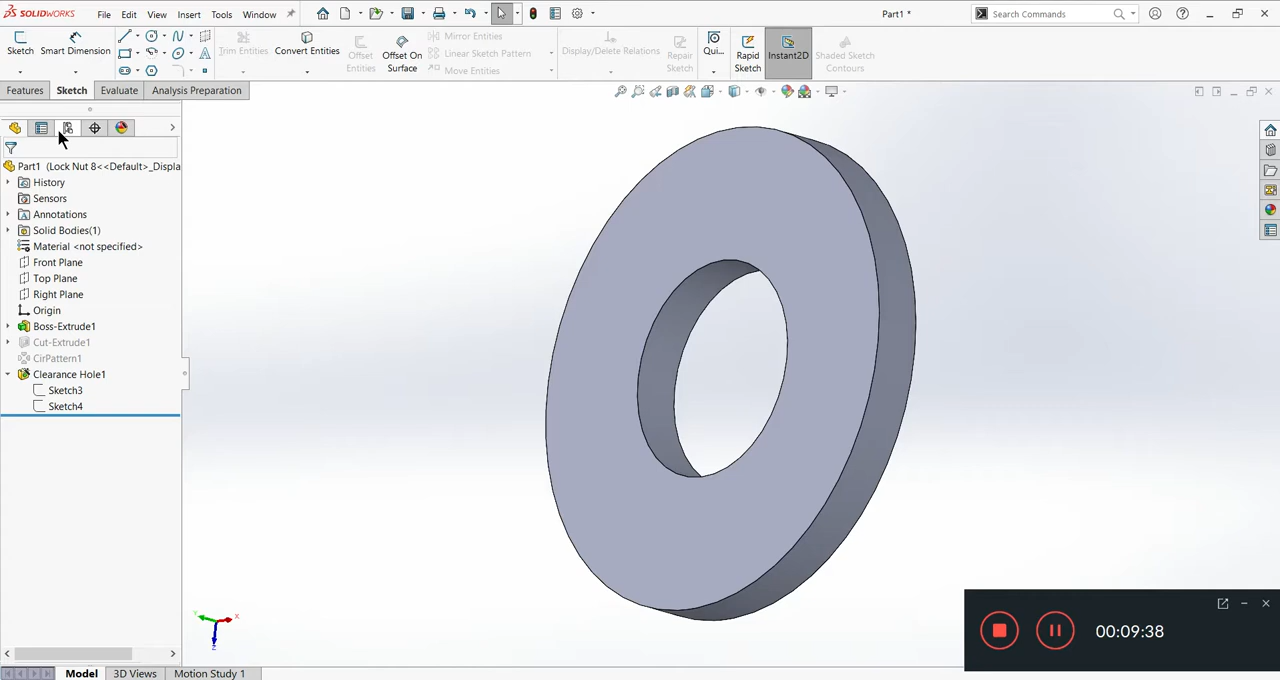 SOLIDWORKS File Edit View Insert Tools Window Part1 * Search Commands
Sketch Smart Dimension Trim Entities Convert Entities Offset Entities Offset On Surface Mirror Entities Linear Sketch Pattern Move Entities Display/Delete Relations Repair Sketch Qui... Rapid Sketch Instant2D Shaded Sketch Contours
Features Sketch Evaluate Analysis Preparation
Part1 (Lock Nut 8<<Default>_Displa
History
Sensors
Annotations
Solid Bodies(1)
Material <not specified>
Front Plane
Top Plane
Right Plane
Origin
Boss-Extrude1
Cut-Extrude1
CirPattern1
Clearance Hole1
Sketch3
Sketch4
Y X
Z
00:09:38
Model 3D Views Motion Study 1